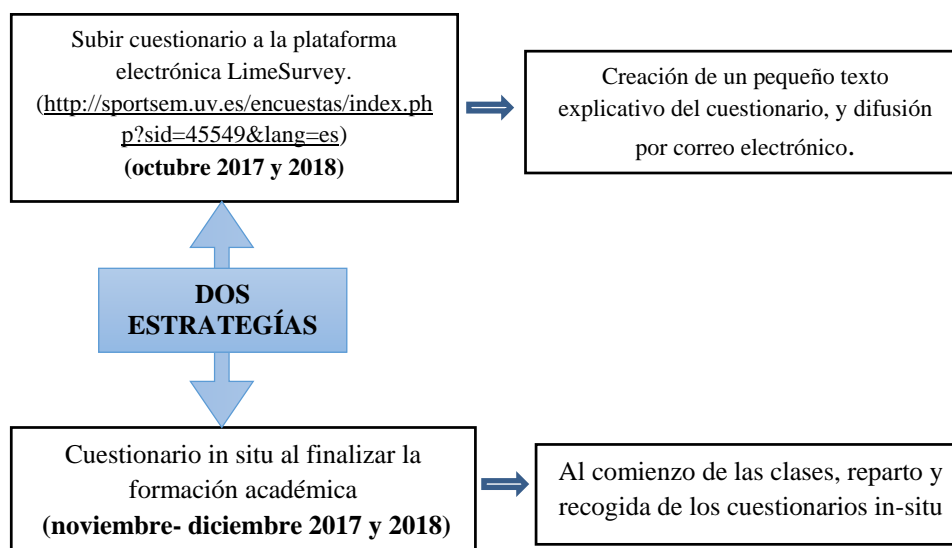 Subir cuestionario a la plataforma
electrónica LimeSurvey.
(http://sportsem.uv.es/encuestas/index.ph
p?sid=45549&lang=es)
(octubre 2017 y 2018)
Creación de un pequeño texto
explicativo del cuestionario, y difusión
por correo electrónico.
DOS
ESTRATEGÍAS
Cuestionario in situ al finalizar la
formación académica
(noviembre- diciembre 2017 y 2018)
Al comienzo de las clases, reparto y
recogida de los cuestionarios in-situ